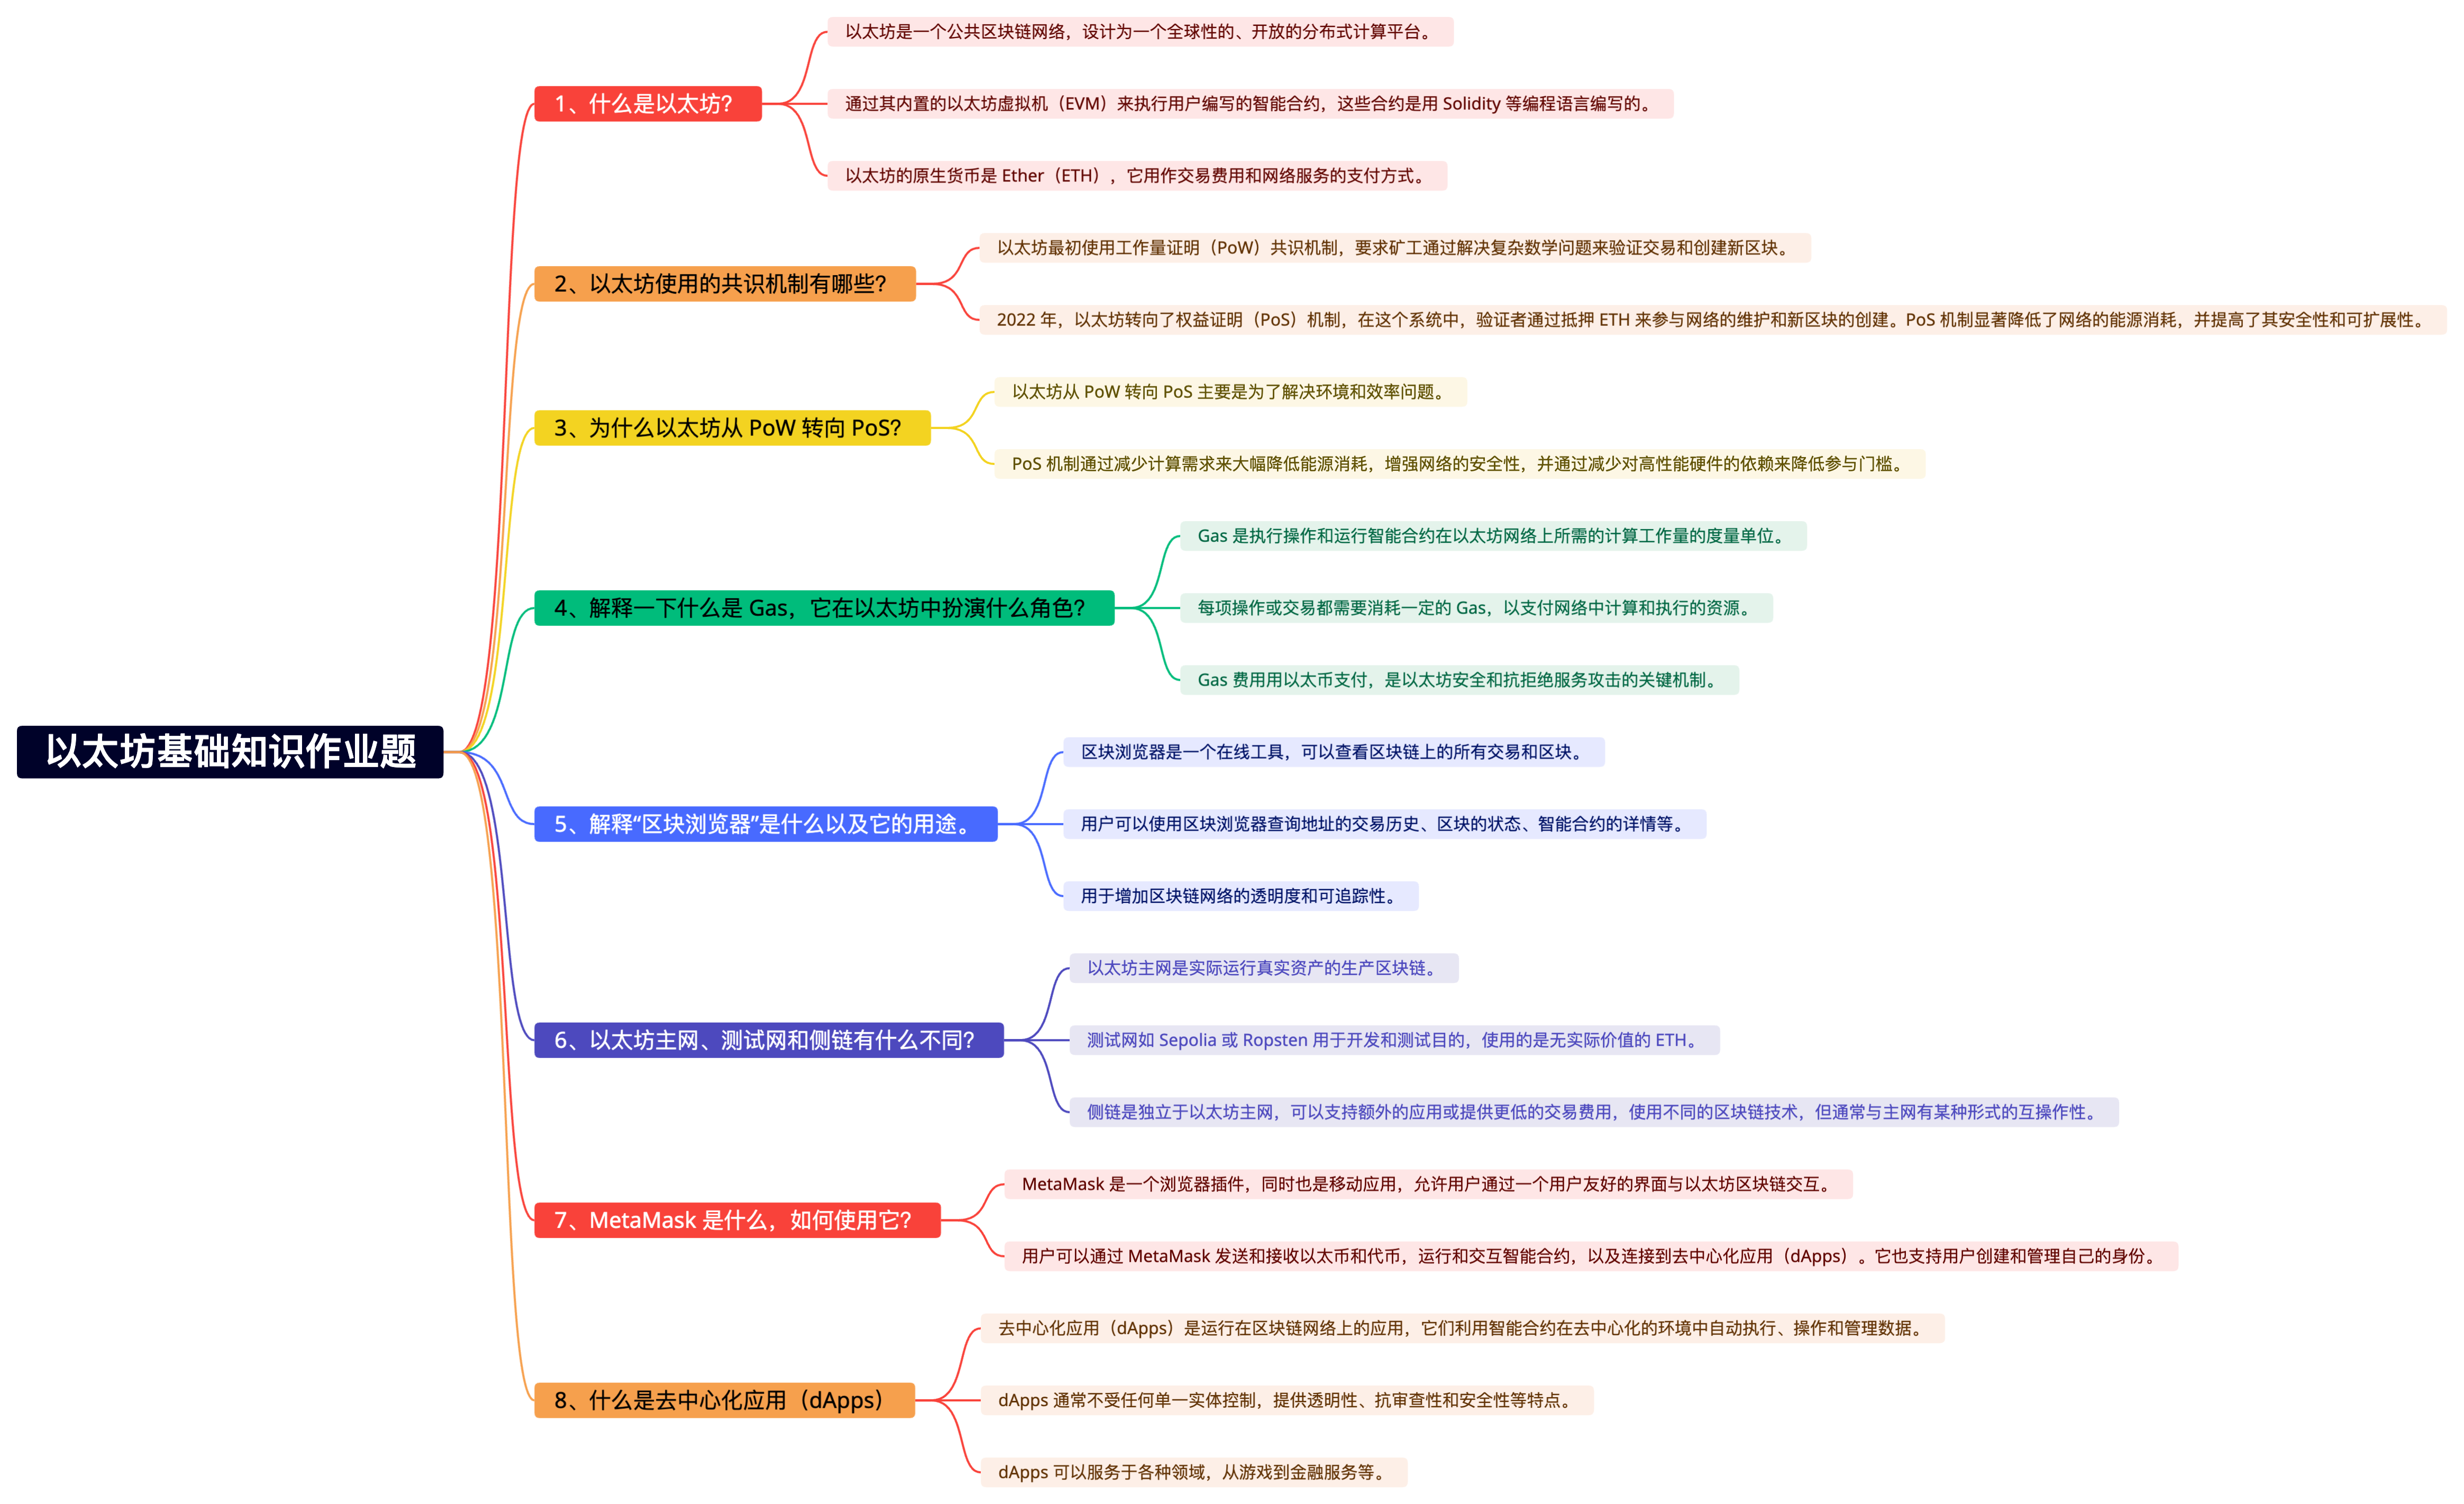 以太坊基础知识作业题
1、什么是以太坊？
以太坊是一个公共区块链网络，设计为一个全球性的、开放的分布式计算平台。
通过其内置的以太坊虚拟机（EVM）来执行用户编写的智能合约，这些合约是用 Solidity 等编程语言编写的。
以太坊的原生货币是 Ether（ETH），它用作交易费用和网络服务的支付方式。
2、以太坊使用的共识机制有哪些？
以太坊最初使用工作量证明（PoW）共识机制，要求矿工通过解决复杂数学问题来验证交易和创建新区块。
2022 年，以太坊转向了权益证明（PoS）机制，在这个系统中，验证者通过抵押 ETH 来参与网络的维护和新区块的创建。PoS 机制显著降低了网络的能源消耗，并提高了其安全性和可扩展性。
3、为什么以太坊从 PoW 转向 PoS？
以太坊从 PoW 转向 PoS 主要是为了解决环境和效率问题。
PoS 机制通过减少计算需求来大幅降低能源消耗，增强网络的安全性，并通过减少对高性能硬件的依赖来降低参与门槛。
4、解释一下什么是 Gas，它在以太坊中扮演什么角色？
Gas 是执行操作和运行智能合约在以太坊网络上所需的计算工作量的度量单位。
每项操作或交易都需要消耗一定的 Gas，以支付网络中计算和执行的资源。
Gas 费用用以太币支付，是以太坊安全和抗拒绝服务攻击的关键机制。
5、解释“区块浏览器”是什么以及它的用途。
区块浏览器是一个在线工具，可以查看区块链上的所有交易和区块。
用户可以使用区块浏览器查询地址的交易历史、区块的状态、智能合约的详情等。
用于增加区块链网络的透明度和可追踪性。
6、以太坊主网、测试网和侧链有什么不同？
以太坊主网是实际运行真实资产的生产区块链。
测试网如 Sepolia 或 Ropsten 用于开发和测试目的，使用的是无实际价值的 ETH。
侧链是独立于以太坊主网，可以支持额外的应用或提供更低的交易费用，使用不同的区块链技术，但通常与主网有某种形式的互操作性。
7、MetaMask 是什么，如何使用它？
MetaMask 是一个浏览器插件，同时也是移动应用，允许用户通过一个用户友好的界面与以太坊区块链交互。
用户可以通过 MetaMask 发送和接收以太币和代币，运行和交互智能合约，以及连接到去中心化应用（dApps）。它也支持用户创建和管理自己的身份。
8、什么是去中心化应用（dApps）
去中心化应用（dApps）是运行在区块链网络上的应用，它们利用智能合约在去中心化的环境中自动执行、操作和管理数据。
dApps 通常不受任何单一实体控制，提供透明性、抗审查性和安全性等特点。
dApps 可以服务于各种领域，从游戏到金融服务等。